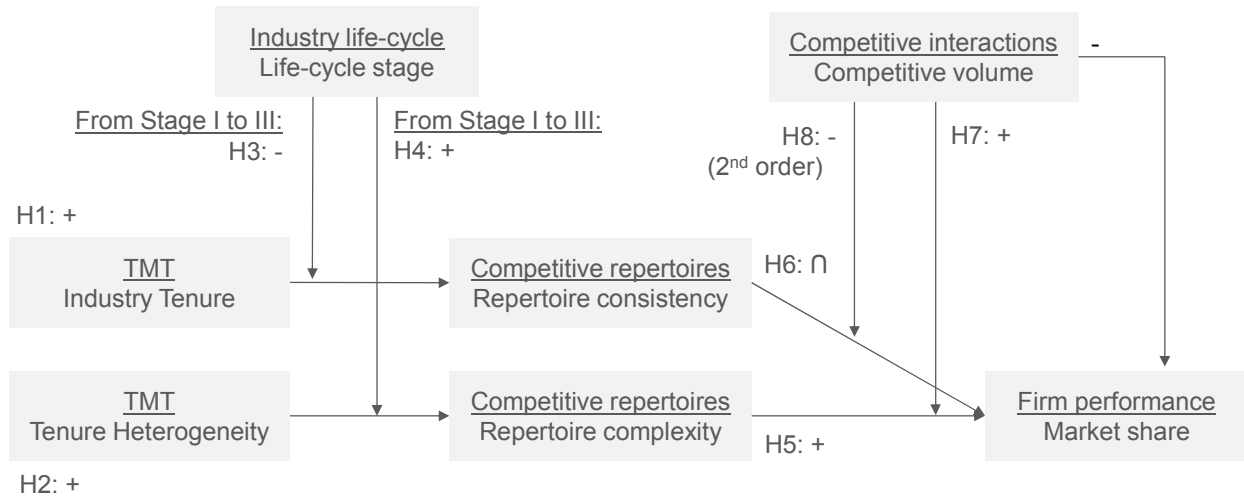 Industry life-cycle
Life-cycle stage
Competitive interactions
Competitive volume
-
From Stage I to III:
H3: -
From Stage I to III:
H4: +
H8: -
(2nd order)
H7: +
H1: +
TMT
Industry Tenure
Competitive repertoires
Repertoire consistency
H6: ∩
TMT
Tenure Heterogeneity
Competitive repertoires
Repertoire complexity
Firm performance
Market share
H5: +
H2: +